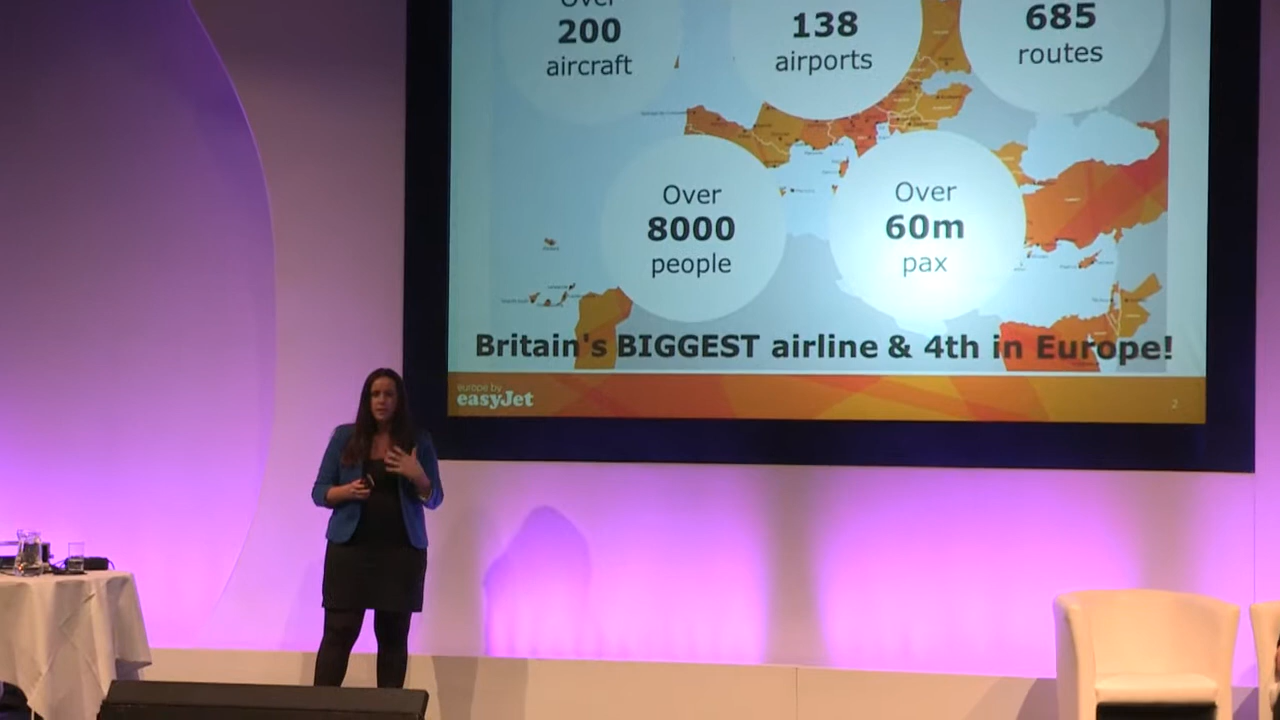 Over
200
aircraft
138
airports
685
routes
Over
8000
people
Over
60m
pax
Britain's BIGGEST airline & 4th in Europe!
europe by
easyJet
2